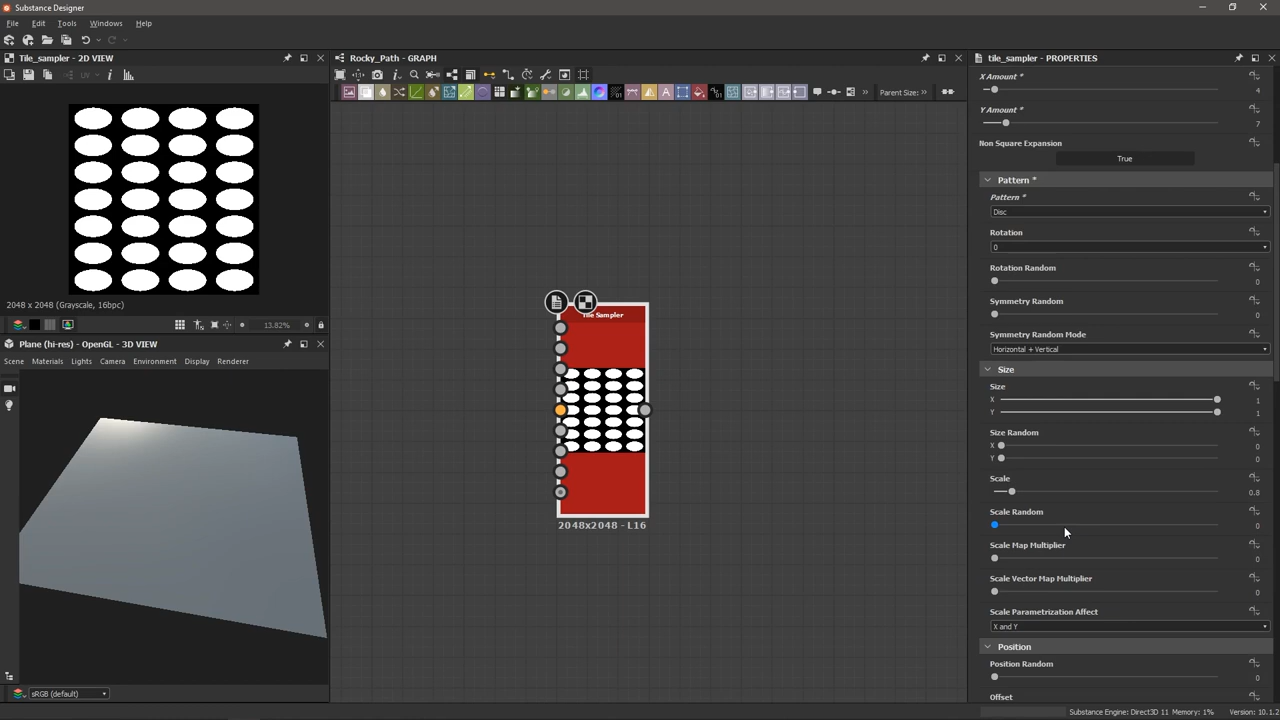 Substance Designer
File Edit Tools Windows Help
Tile_sampler - 2D VIEW
UV
2048 x 2048 (Grayscale, 16bpc)
13.82%
Plane (hi-res) - OpenGL - 3D VIEW
Scene Materials Lights Camera Environment Display Renderer
sRGB (default)
Rocky_Path - GRAPH
Parent Size: >>
Tile Sampler
2048x2048 - L16
tile_sampler - PROPERTIES
X Amount *
4
Y Amount *
7
Non Square Expansion
True
Pattern *
Pattern *
Disc
Rotation
0
Rotation Random
0
Symmetry Random
0
Symmetry Random Mode
Horizontal + Vertical
Size
Size
X 1
Y 1
Size Random
X 0
Y 0
Scale
0.8
Scale Random
0
Scale Map Multiplier
0
Scale Vector Map Multiplier
0
Scale Parametrization Affect
X and Y
Position
Position Random
0
Offset
Substance Engine: Direct3D 11 Memory: 1% Version: 10.1.2